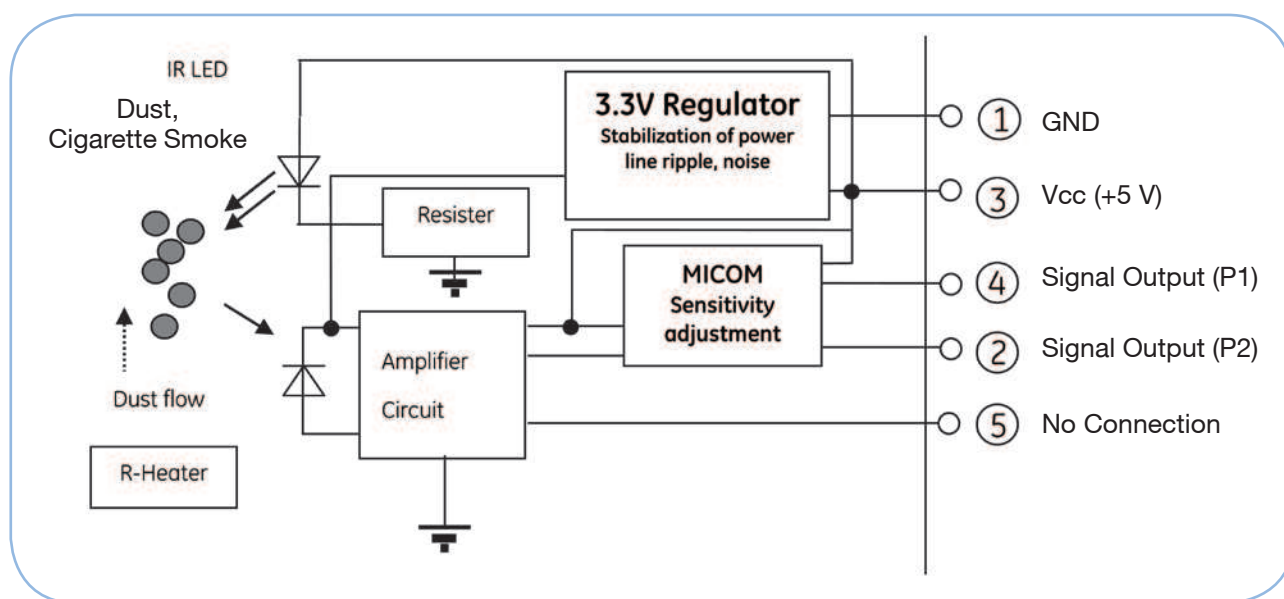 IR LED
Dust,
Cigarette Smoke
3.3V Regulator
Stabilization of power
line ripple, noise
1 GND
3 Vcc (+5 V)
Resister
MICOM
Sensitivity
adjustment
4 Signal Output (P1)
2 Signal Output (P2)
Amplifier
Circuit
Dust flow
5 No Connection
R-Heater